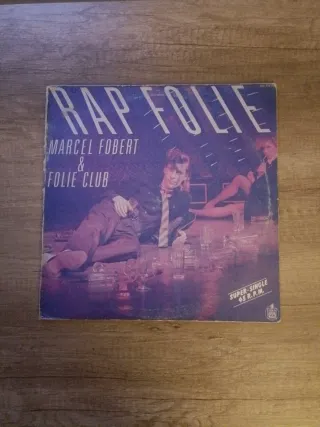 RAP FOLIE
MARCEL FOBERT
&
FOLIE CLUB
SUPER-SINGLE
45 R.P.M.